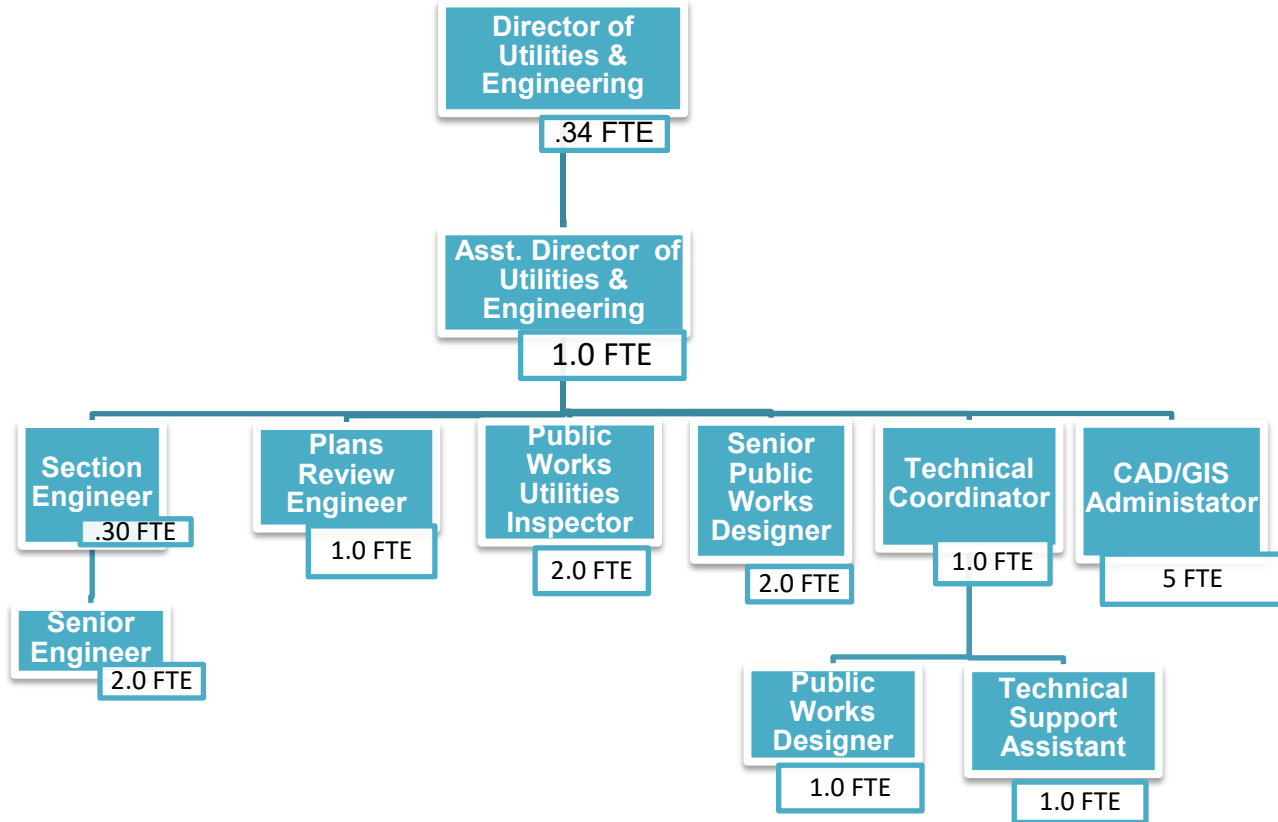 Director of
Utilities &
Engineering
.34 FTE
Asst. Director of
Utilities &
Engineering
1.0 FTE
Section
Engineer
.30 FTE
Plans
Review
Engineer
1.0 FTE
Public
Works
Utilities
Inspector
2.0 FTE
Senior
Public
Works
Designer
2.0 FTE
Technical
Coordinator
1.0 FTE
CAD/GIS
Administator
5 FTE
Senior
Engineer
2.0 FTE
Public
Works
Designer
1.0 FTE
Technical
Support
Assistant
1.0 FTE